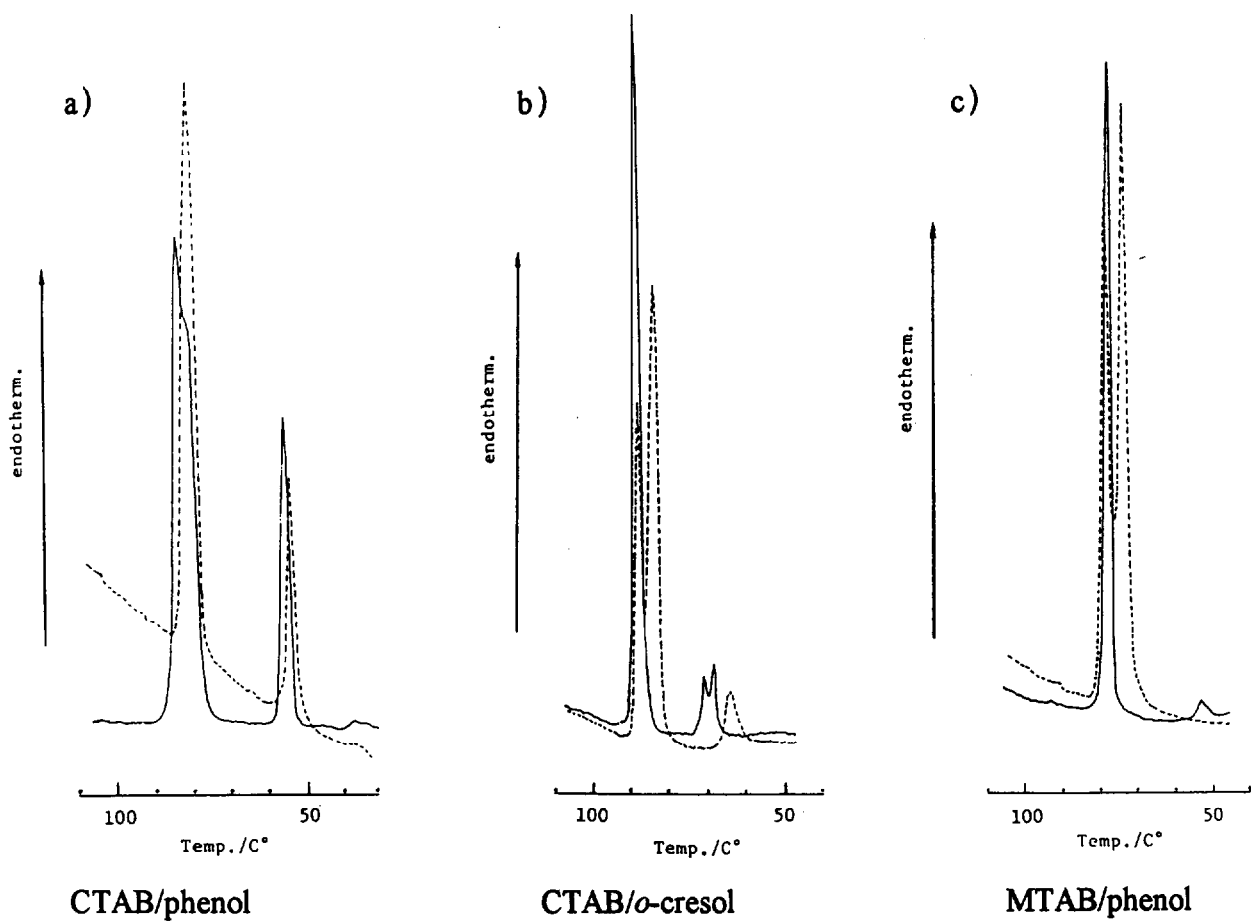 a)
b)
c)
endotherm.
endotherm.
endotherm.
100 50
100 50
100 50
Temp./C°
Temp./C°
Temp./C°
CTAB/phenol
CTAB/o-cresol
MTAB/phenol